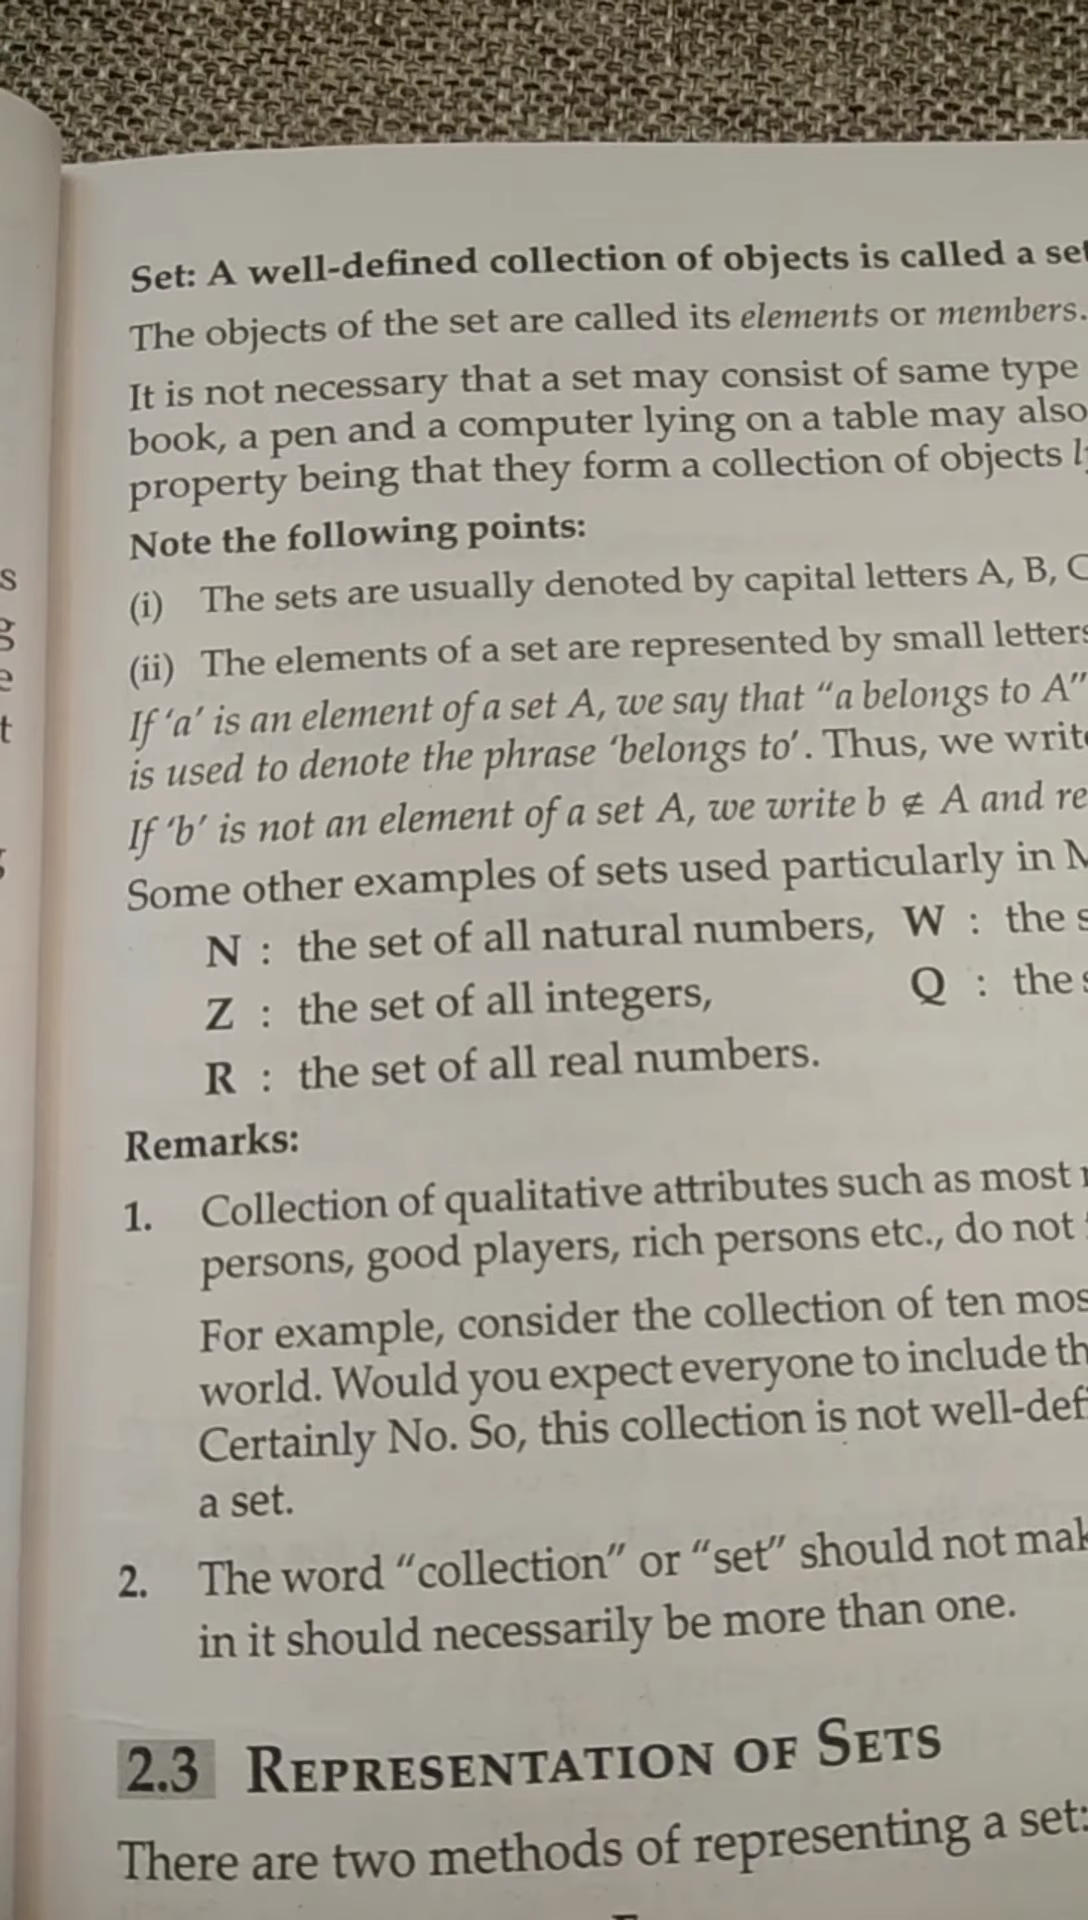 Set: A well-defined collection of objects is called a set
The objects of the set are called its elements or members.
It is not necessary that a set may consist of same type
book, a pen and a computer lying on a table may also
property being that they form a collection of objects
Note the following points:
(i) The sets are usually denoted by capital letters A, B, C
(ii) The elements of a set are represented by small letters
If 'a' is an element of a set A, we say that “a belongs to A”
is used to denote the phrase 'belongs to'. Thus, we write
If 'b' is not an element of a set A, we write b ∉ A and re
Some other examples of sets used particularly in M
N : the set of all natural numbers, W : the s
Z : the set of all integers, Q : the s
R : the set of all real numbers.
Remarks:
1. Collection of qualitative attributes such as most
persons, good players, rich persons etc., do not
For example, consider the collection of ten mos
world. Would you expect everyone to include th
Certainly No. So, this collection is not well-defi
a set.
2. The word “collection” or “set” should not mak
in it should necessarily be more than one.
2.3 REPRESENTATION OF SETS
There are two methods of representing a set: